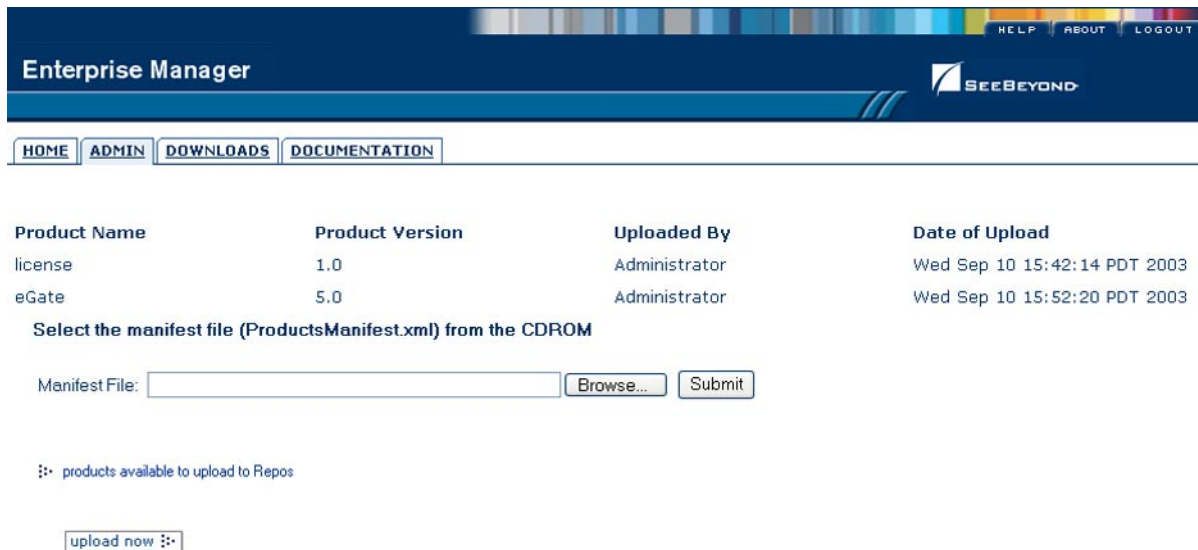 HELP ABOUT LOGOUT
Enterprise Manager
SEEBEYOND
HOME ADMIN DOWNLOADS DOCUMENTATION
Product Name Product Version Uploaded By Date of Upload
license 1.0 Administrator Wed Sep 10 15:42:14 PDT 2003
eGate 5.0 Administrator Wed Sep 10 15:52:20 PDT 2003
Select the manifest file (ProductsManifest.xml) from the CDROM
Manifest File: Browse... Submit
products available to upload to Repos
upload now